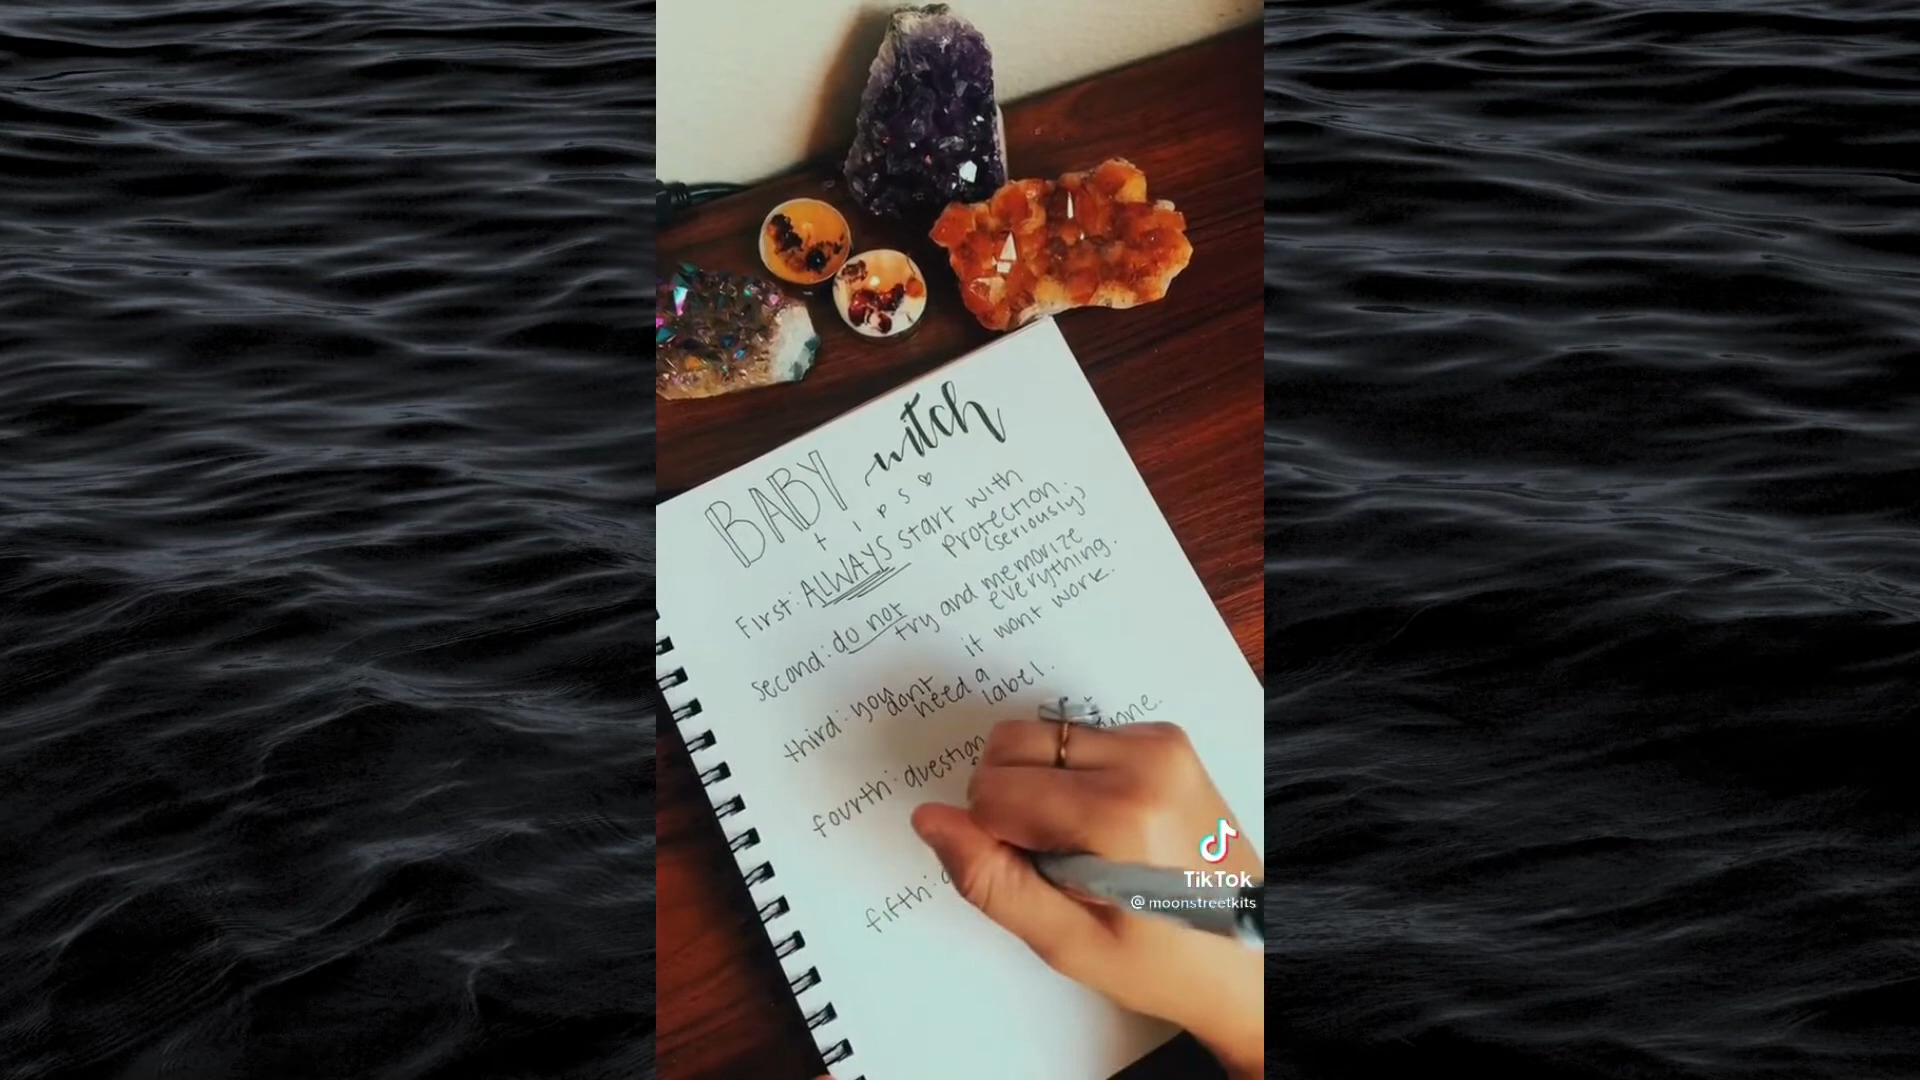 BABY witch
tips
First: ALWAYS start with
protection.
(seriously)
second: do not
try and memorize
everything.
it wont work.
third: you
dont
need a
label.
fourth: question
fifth:
TikTok
@ moonstreetkits